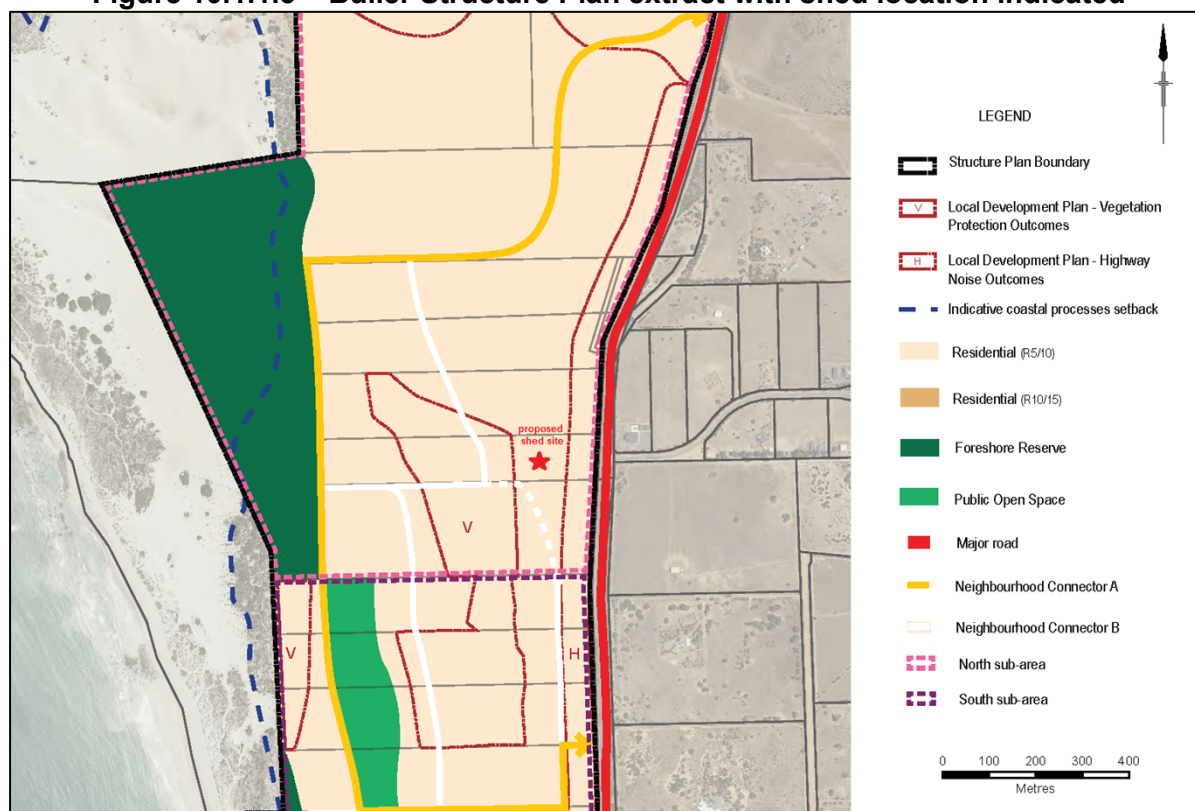 Buller Structure Plan extract with shed location indicated
LEGEND
Structure Plan Boundary
V
Local Development Plan - Vegetation
Protection Outcomes
H
Local Development Plan - Highway
Noise Outcomes
Indicative coastal processes setback
Residential (R5/10)
Residential (R10/15)
Foreshore Reserve
Public Open Space
Major road
Neighbourhood Connector A
Neighbourhood Connector B
North sub-area
South sub-area
0 100 200 300 400
Metres
proposed
shed site
V
V
H